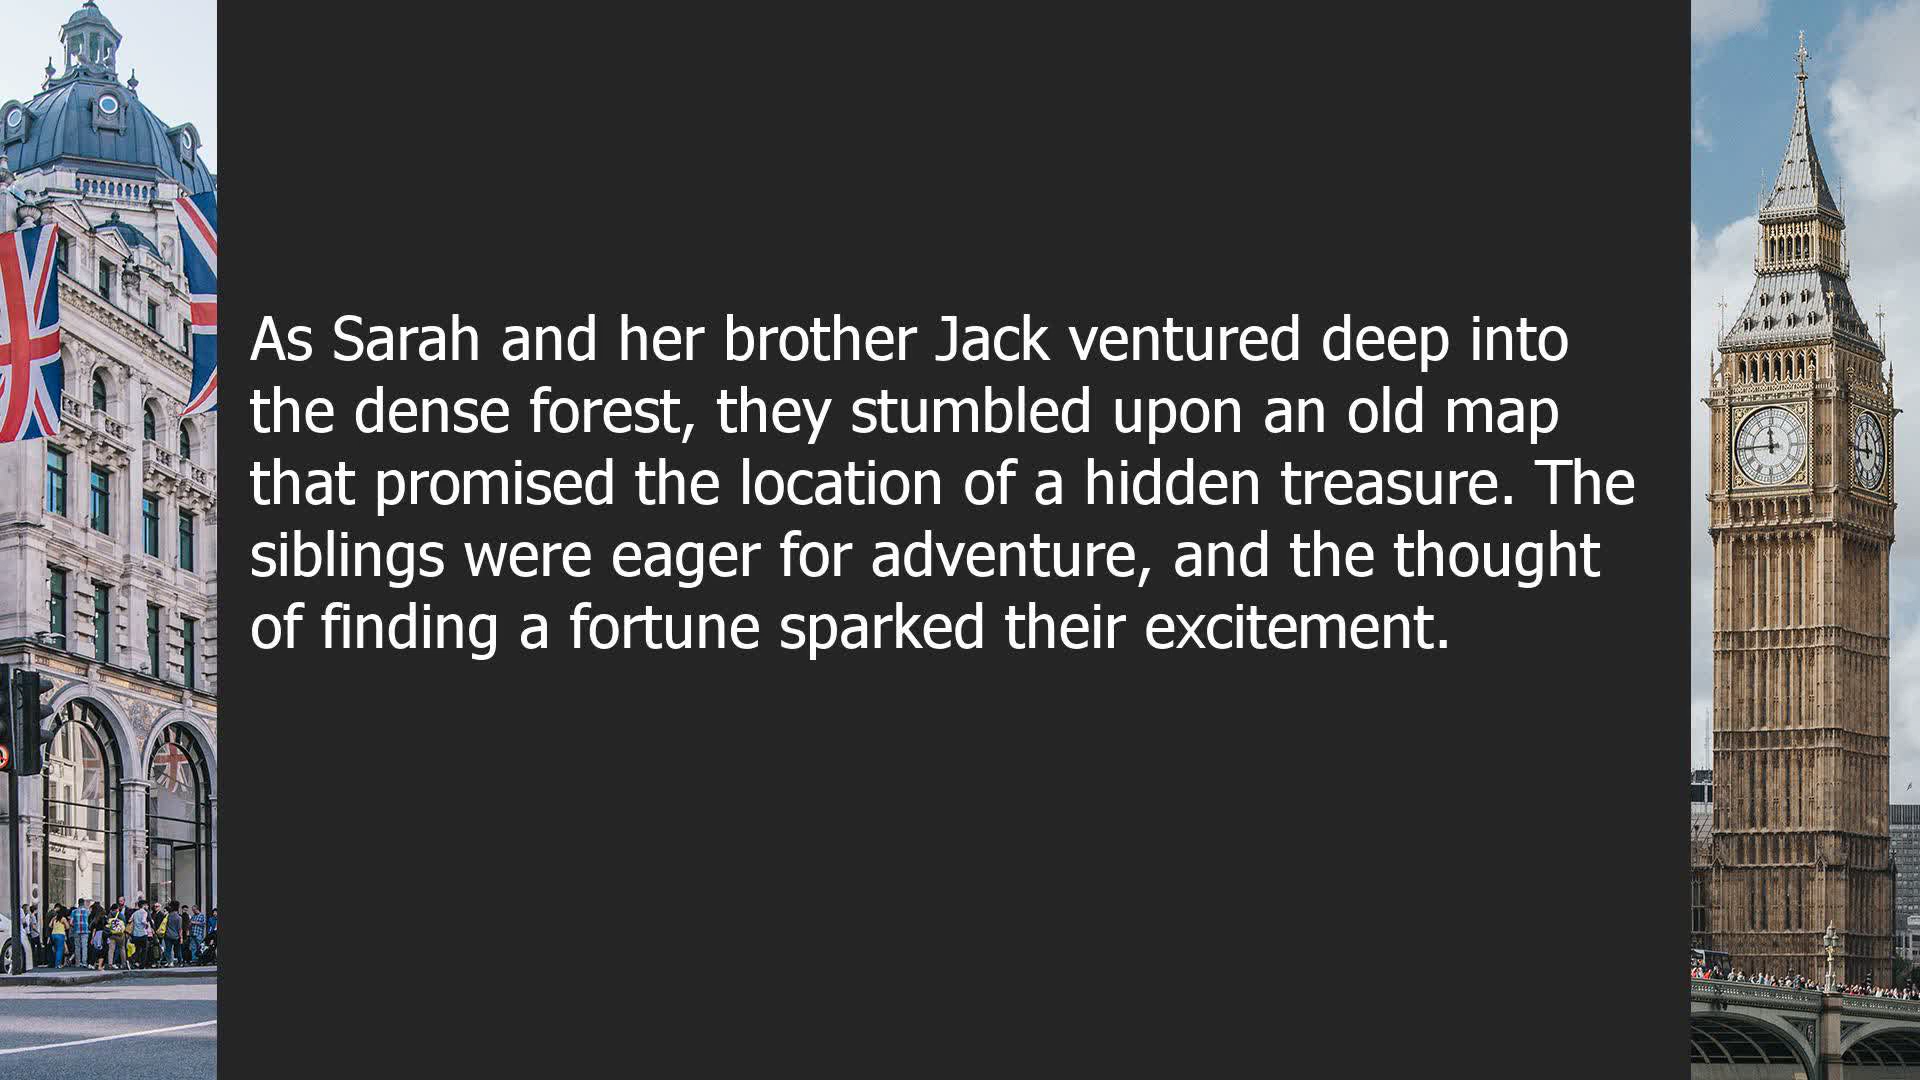 As Sarah and her brother Jack ventured deep into
the dense forest, they stumbled upon an old map
that promised the location of a hidden treasure. The
siblings were eager for adventure, and the thought
of finding a fortune sparked their excitement.